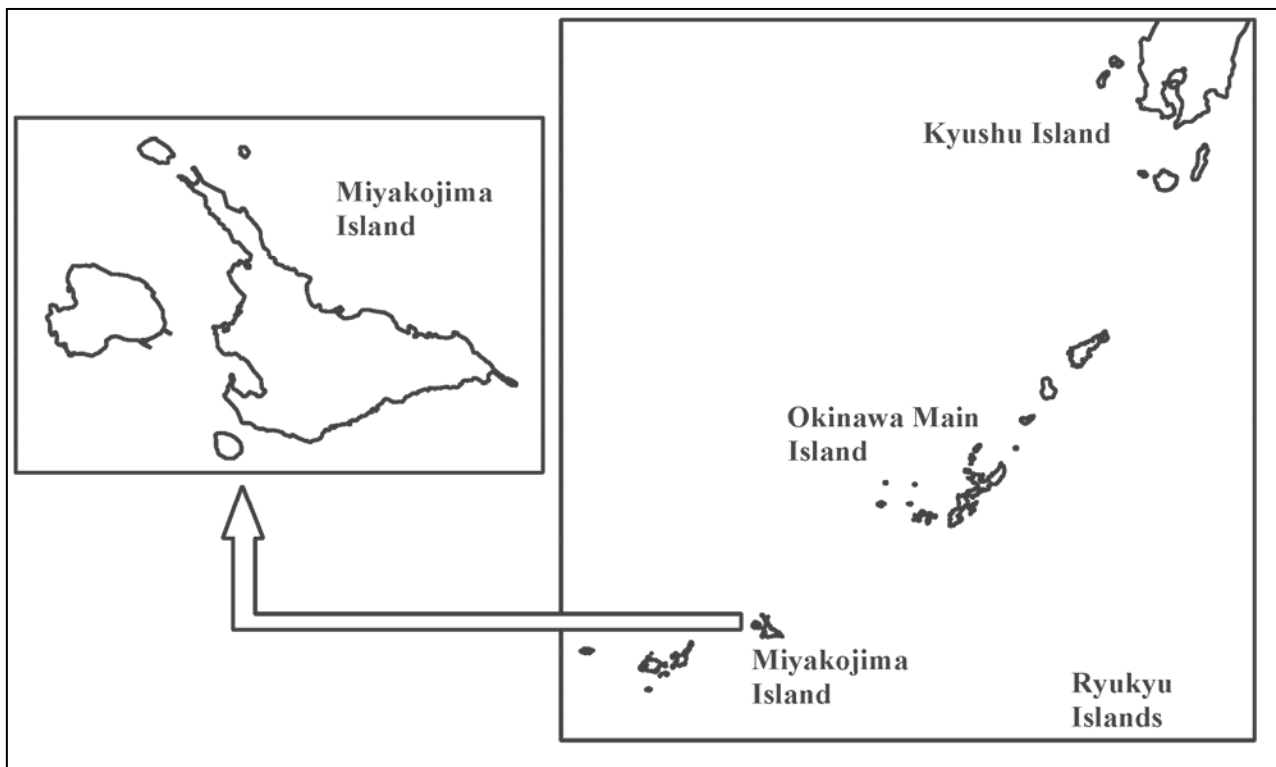 Miyakojima
Island
Kyushu Island
Okinawa Main
Island
Miyakojima
Island
Ryukyu
Islands